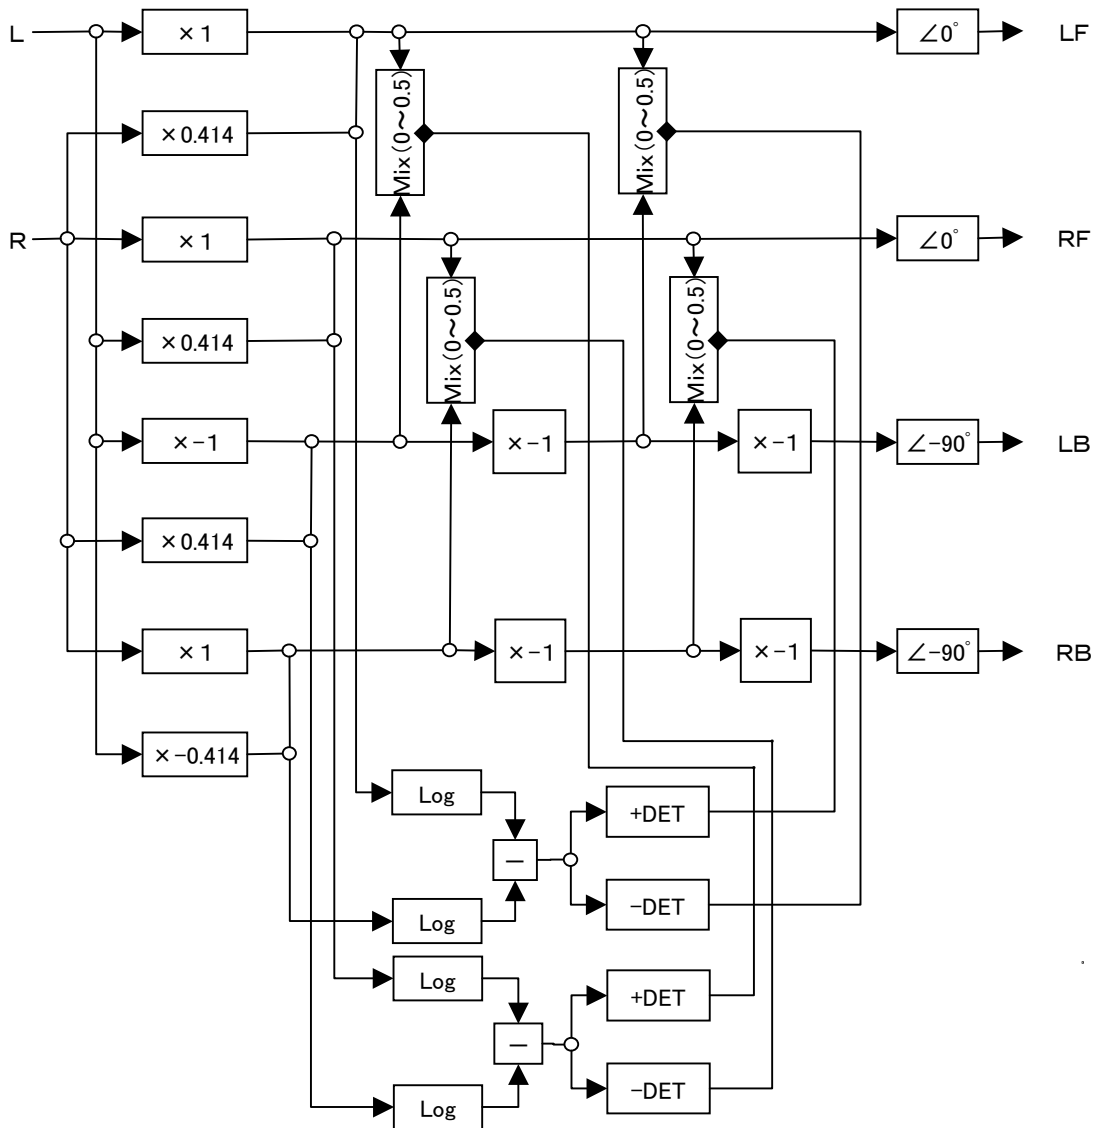 L
×1
∠0°
LF
×0.414
Mix(0～0.5)
Mix(0～0.5)
R
×1
∠0°
RF
×0.414
Mix(0～0.5)
Mix(0～0.5)
×-1
×-1
×-1
∠-90°
LB
×0.414
×1
×-1
×-1
∠-90°
RB
×-0.414
Log
+DET
－
Log
-DET
Log
+DET
－
Log
-DET